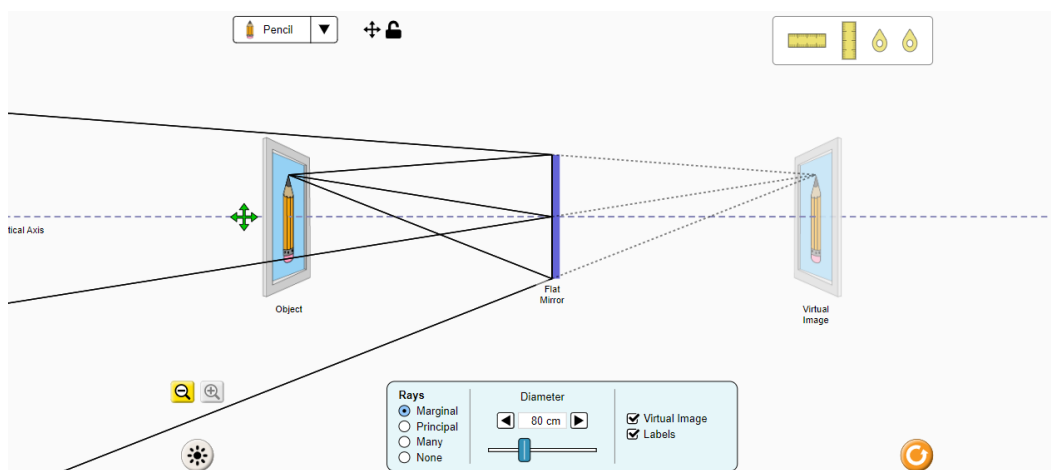 Pencil
tical Axis
Object
Flat
Mirror
Virtual
Image
Rays
Marginal
Principal
Many
None
Diameter
80 cm
Virtual Image
Labels